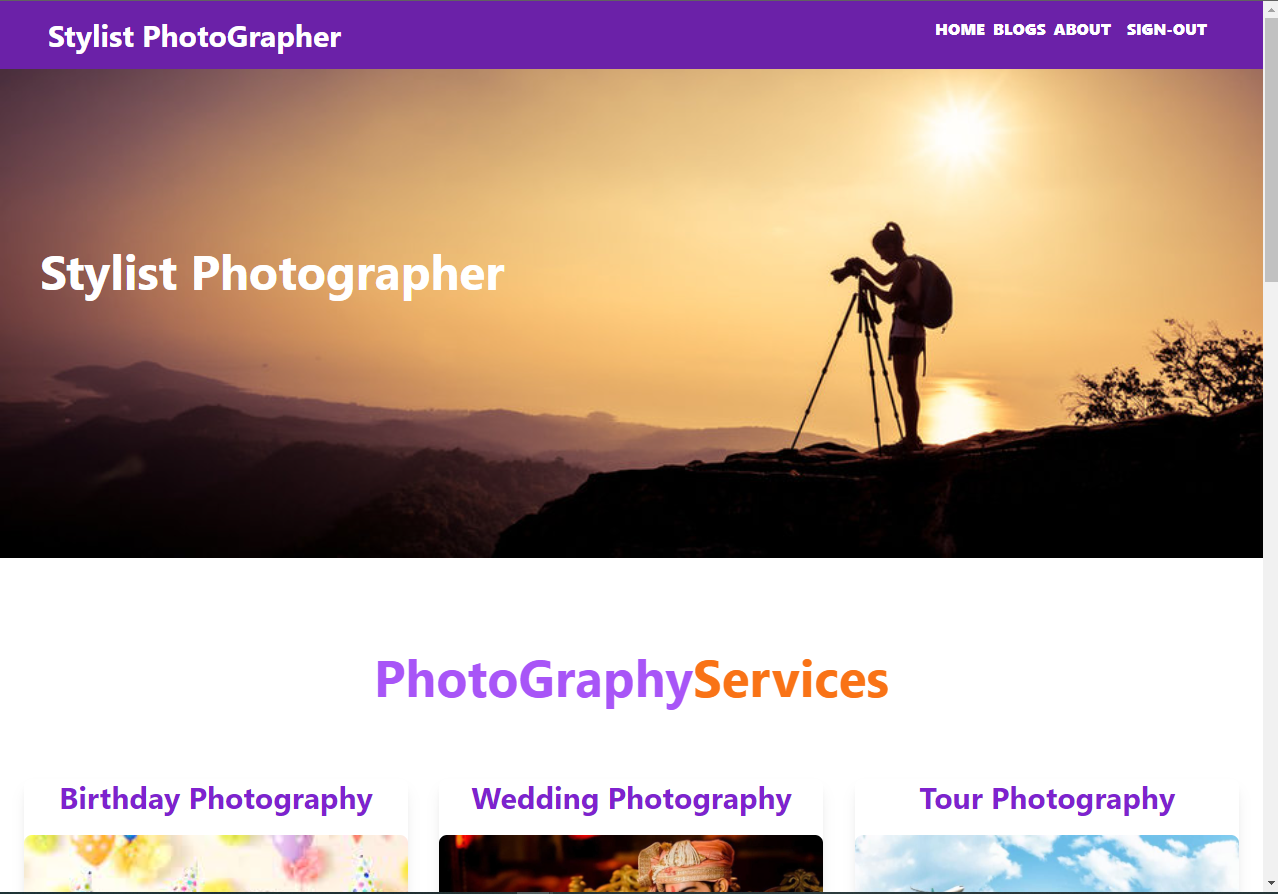 Stylist PhotoGrapher HOME BLOGS ABOUT SIGN-OUT
Stylist Photographer
PhotoGraphyServices
Birthday Photography Wedding Photography Tour Photography